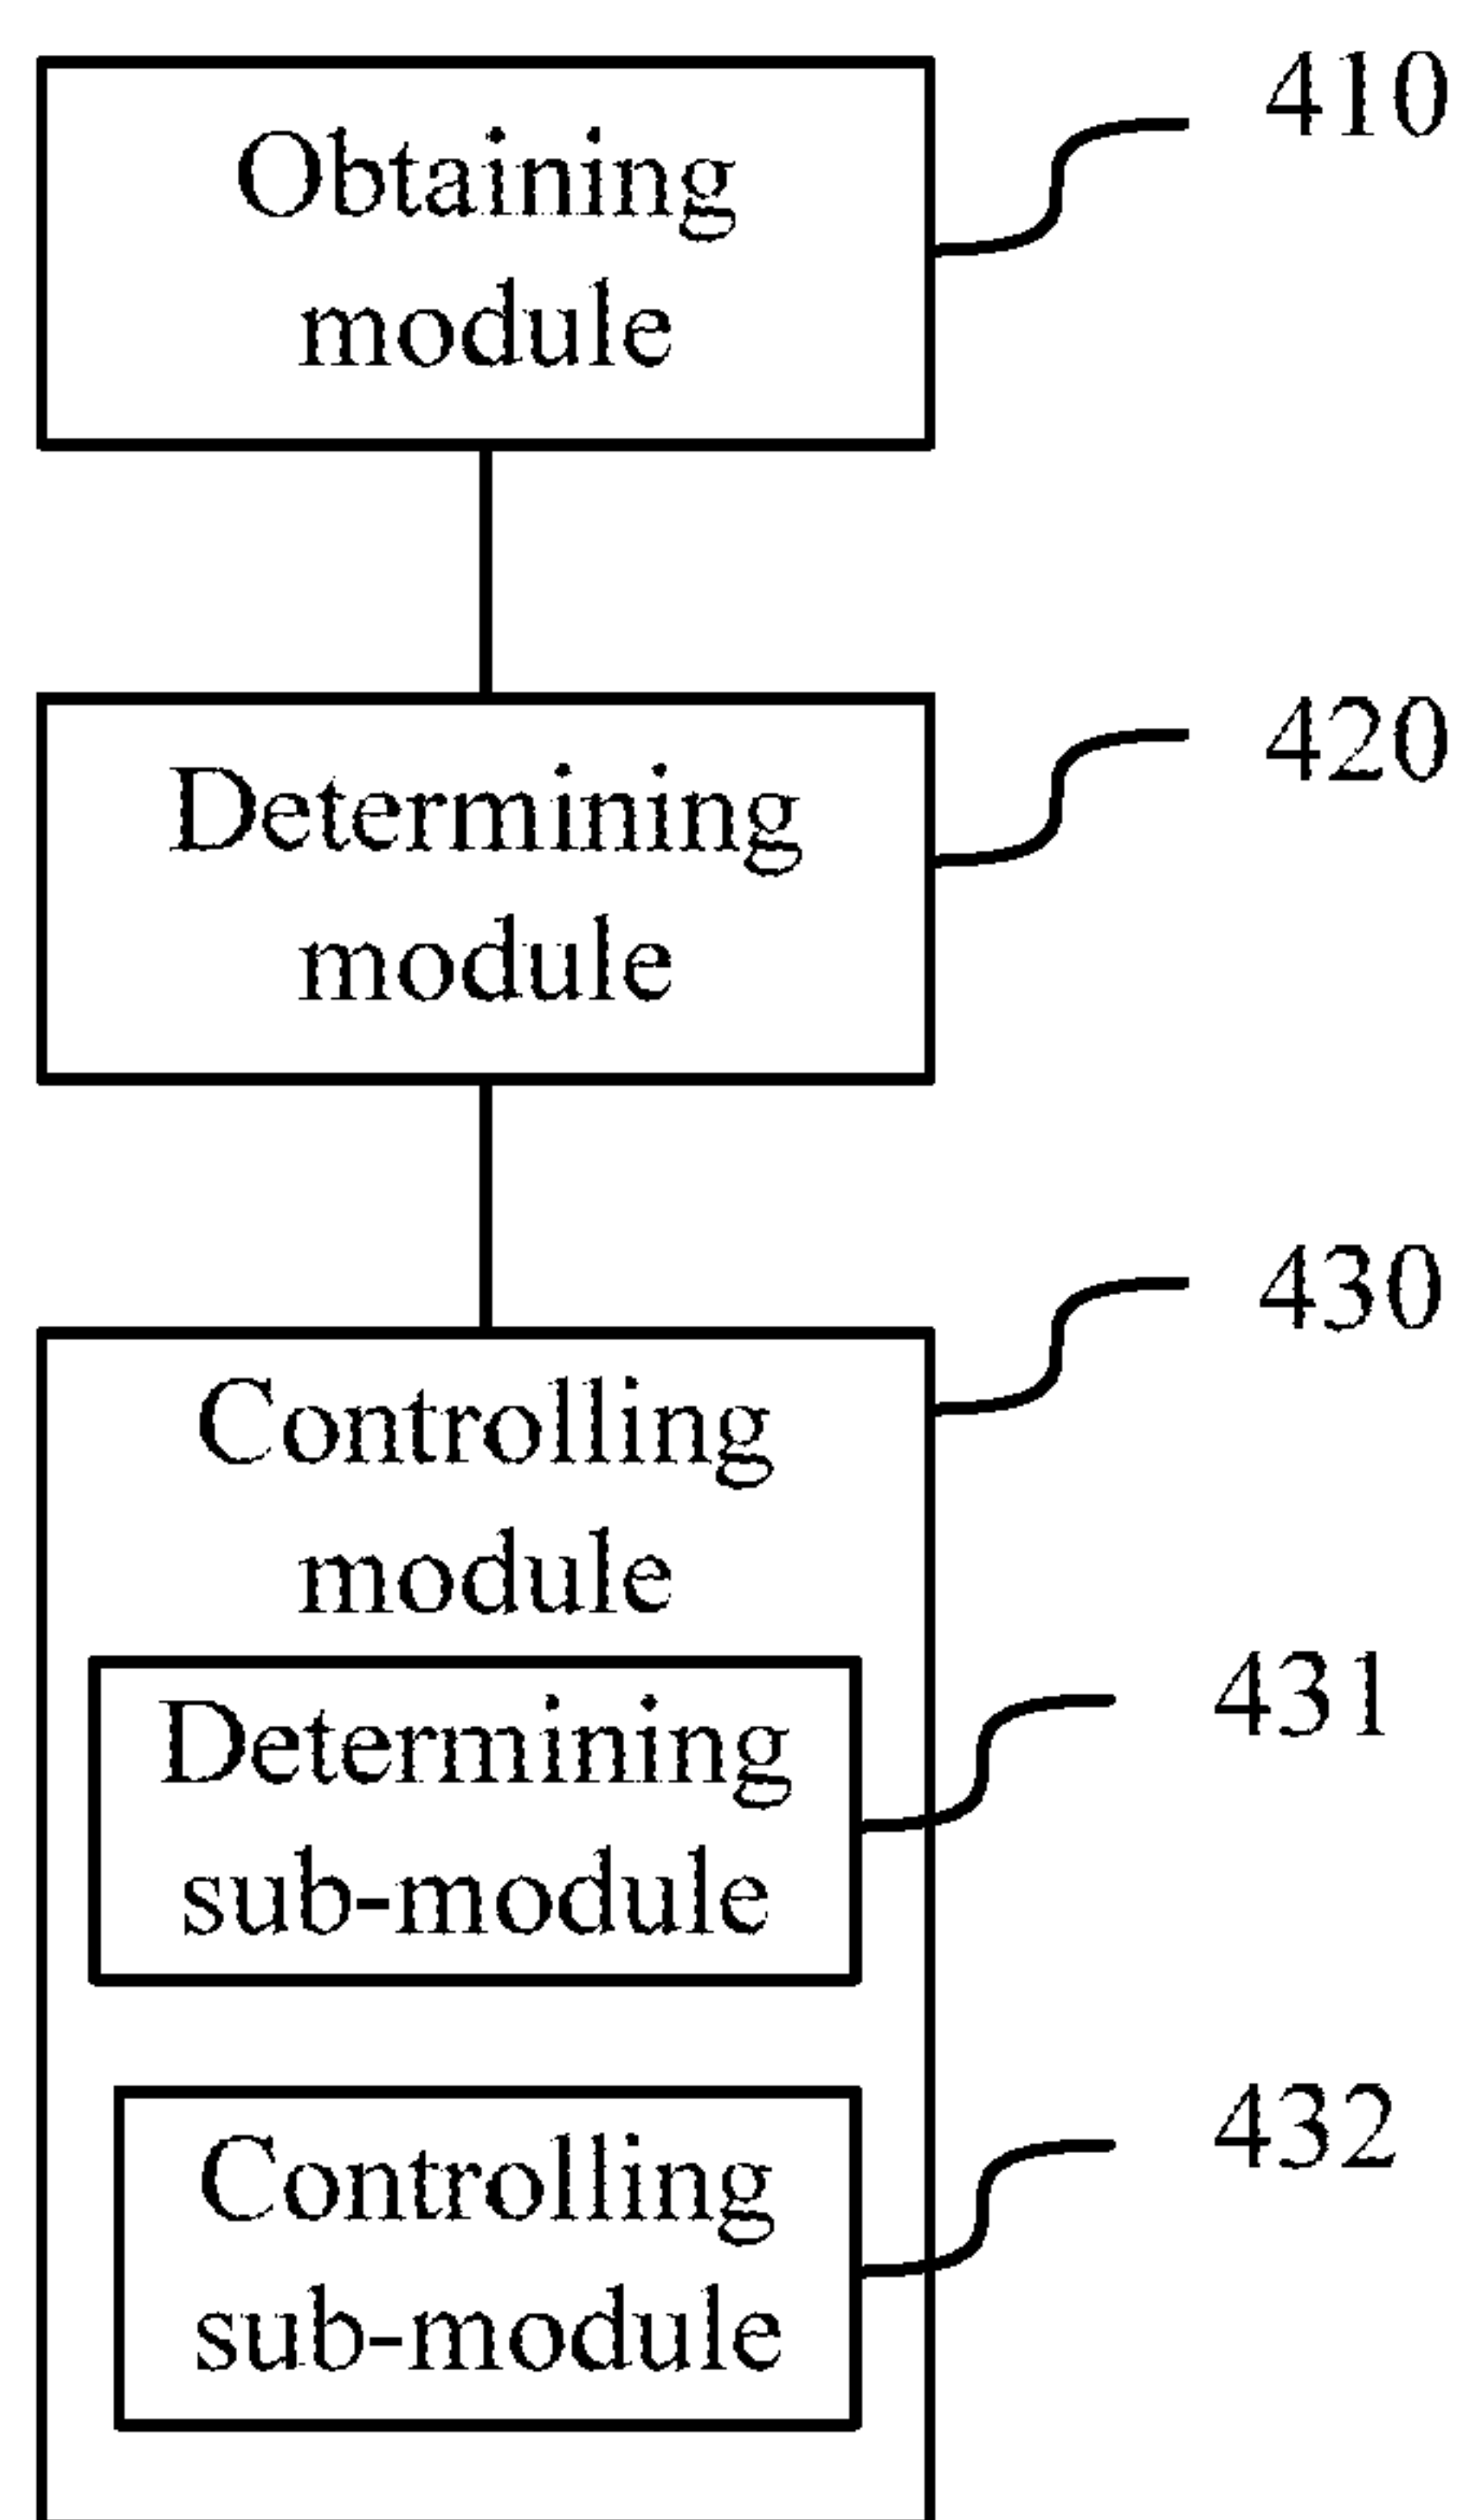 410
Obtaining
module
420
Determining
module
430
Controlling
module
431
Determining
sub-module
432
Controlling
sub-module